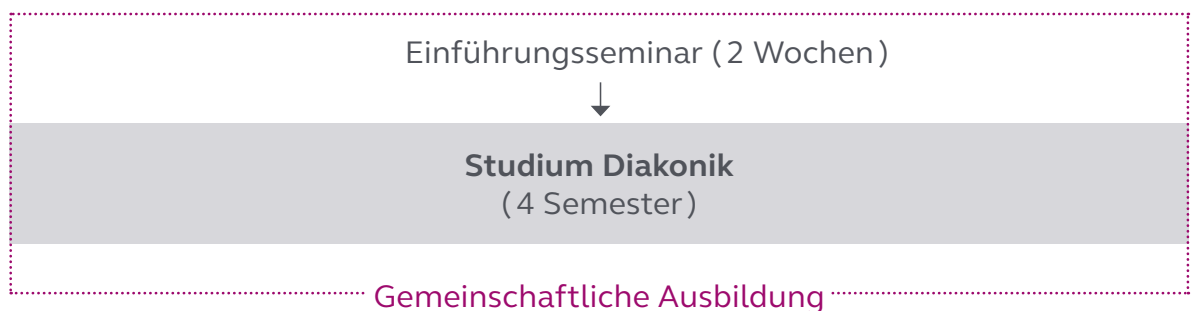 Einführungsseminar (2 Wochen)
Studium Diakonik
(4 Semester)
Gemeinschaftliche Ausbildung